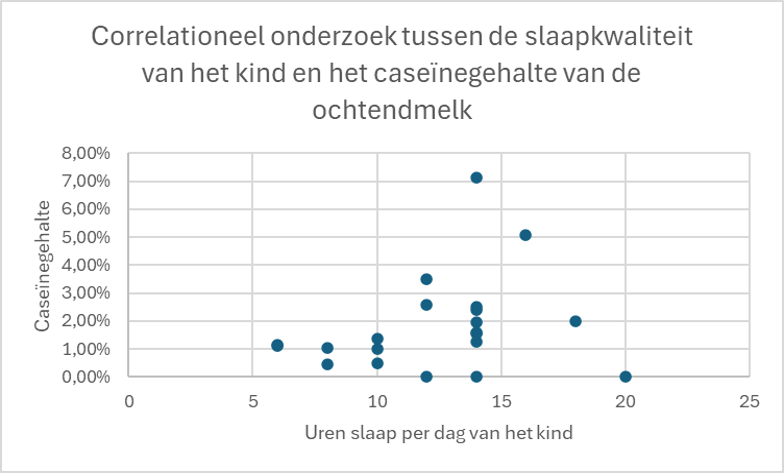 Correlationeel onderzoek tussen de slaapkwaliteit
van het kind en het caseïnegehalte van de
ochtendmelk
8,00%
7,00%
6,00%
5,00%
4,00%
3,00%
2,00%
1,00%
0,00%
Caseïnegehalte
0 5 10 15 20 25
Uren slaap per dag van het kind